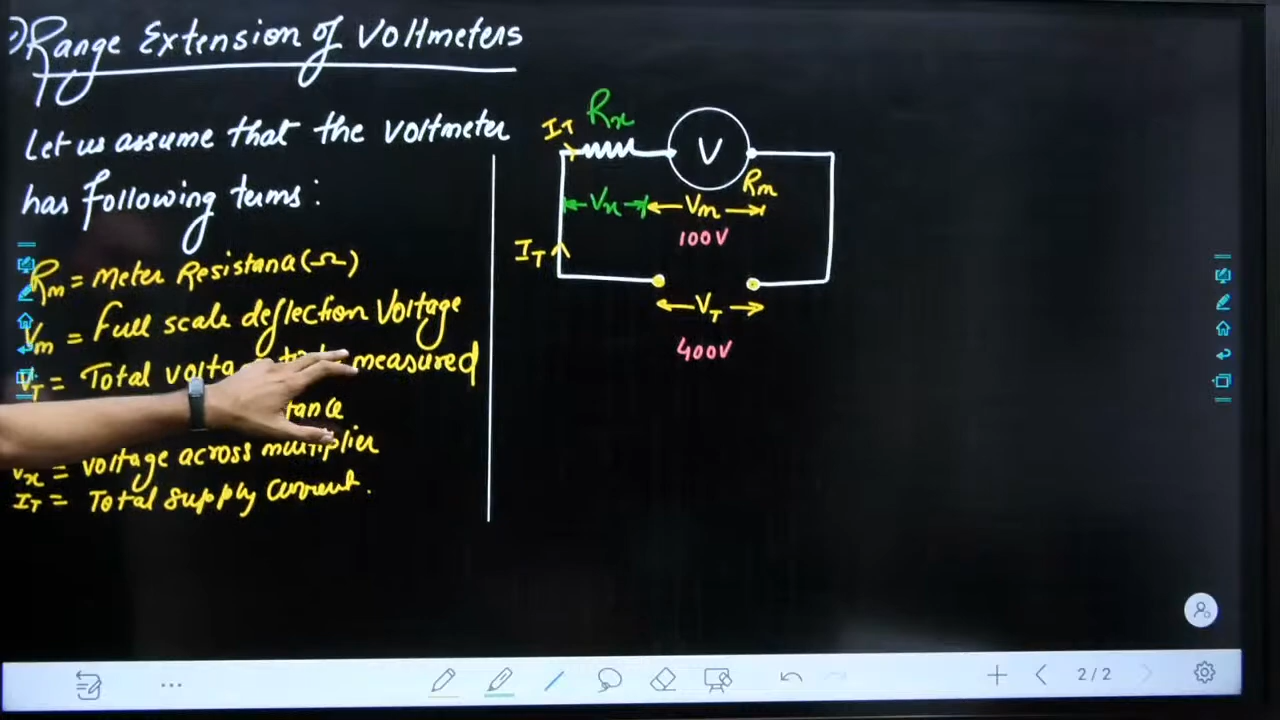 Range Extension of Voltmeters
Let us assume that the voltmeter
has following terms:
Rm = Meter Resistana(Ω)
Vm = Full scale deflection Voltage
VT = Total volta measured
tance
Vx = Voltage across multiplier
IT = Total supply current.
IT Rx
V
Rm
Vx Vm
100V
IT
VT
400V
2/2